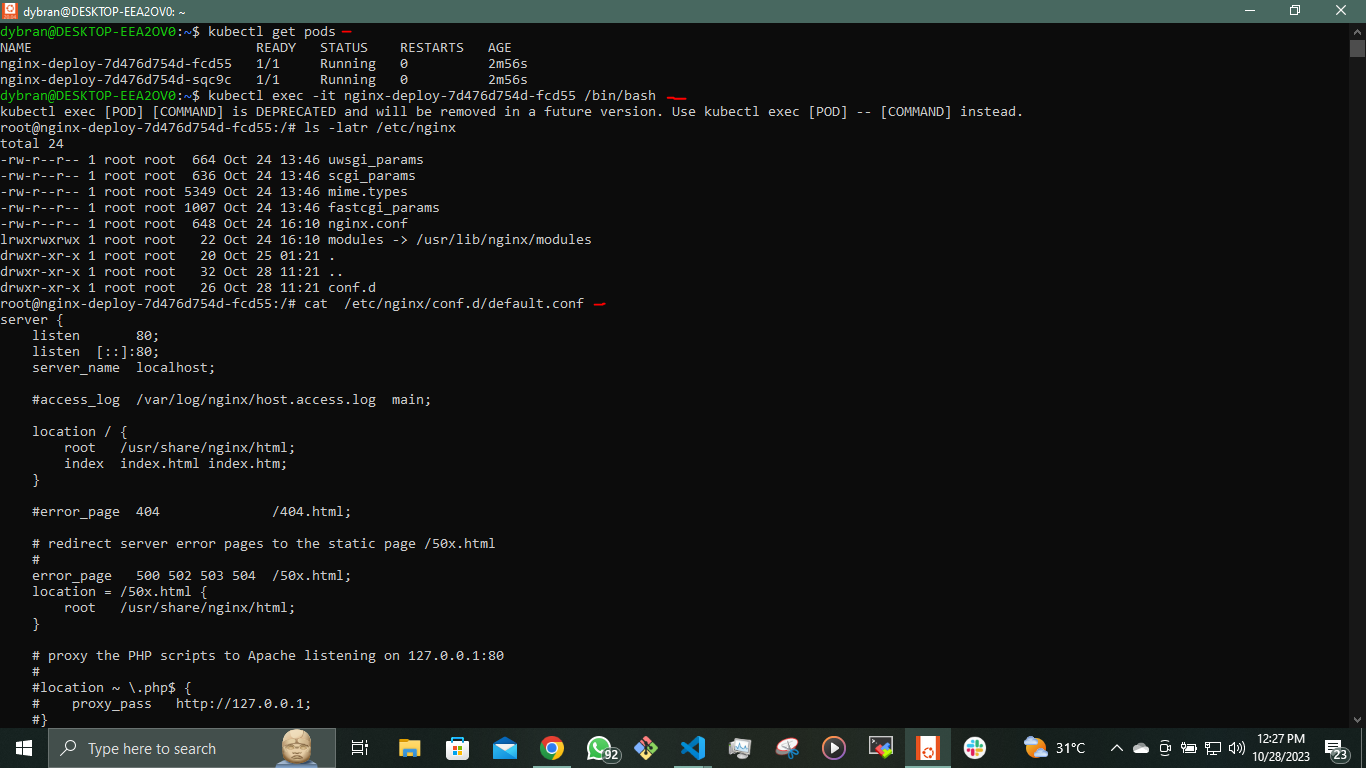 dybran@DESKTOP-EEA2OV0: ~
dybran@DESKTOP-EEA2OV0:~$ kubectl get pods
NAME                            READY   STATUS    RESTARTS   AGE
nginx-deploy-7d476d754d-fcd55   1/1     Running   0          2m56s
nginx-deploy-7d476d754d-sqc9c   1/1     Running   0          2m56s
dybran@DESKTOP-EEA2OV0:~$ kubectl exec -it nginx-deploy-7d476d754d-fcd55 /bin/bash
kubectl exec [POD] [COMMAND] is DEPRECATED and will be removed in a future version. Use kubectl exec [POD] -- [COMMAND] instead.
root@nginx-deploy-7d476d754d-fcd55:/# ls -latr /etc/nginx
total 24
-rw-r--r-- 1 root root  664 Oct 24 13:46 uwsgi_params
-rw-r--r-- 1 root root  636 Oct 24 13:46 scgi_params
-rw-r--r-- 1 root root 5349 Oct 24 13:46 mime.types
-rw-r--r-- 1 root root 1007 Oct 24 13:46 fastcgi_params
-rw-r--r-- 1 root root  648 Oct 24 16:10 nginx.conf
lrwxrwxrwx 1 root root   22 Oct 24 16:10 modules -> /usr/lib/nginx/modules
drwxr-xr-x 1 root root   20 Oct 25 01:21 .
drwxr-xr-x 1 root root   32 Oct 28 11:21 ..
drwxr-xr-x 1 root root   26 Oct 28 11:21 conf.d
root@nginx-deploy-7d476d754d-fcd55:/# cat  /etc/nginx/conf.d/default.conf
server {
    listen       80;
    listen  [::]:80;
    server_name  localhost;

    #access_log  /var/log/nginx/host.access.log  main;

    location / {
        root   /usr/share/nginx/html;
        index  index.html index.htm;
    }

    #error_page  404              /404.html;

    # redirect server error pages to the static page /50x.html
    #
    error_page   500 502 503 504  /50x.html;
    location = /50x.html {
        root   /usr/share/nginx/html;
    }

    # proxy the PHP scripts to Apache listening on 127.0.0.1:80
    #
    #location ~ \.php$ {
    #    proxy_pass   http://127.0.0.1;
    #}
Type here to search
92
31°C
12:27 PM
10/28/2023
23